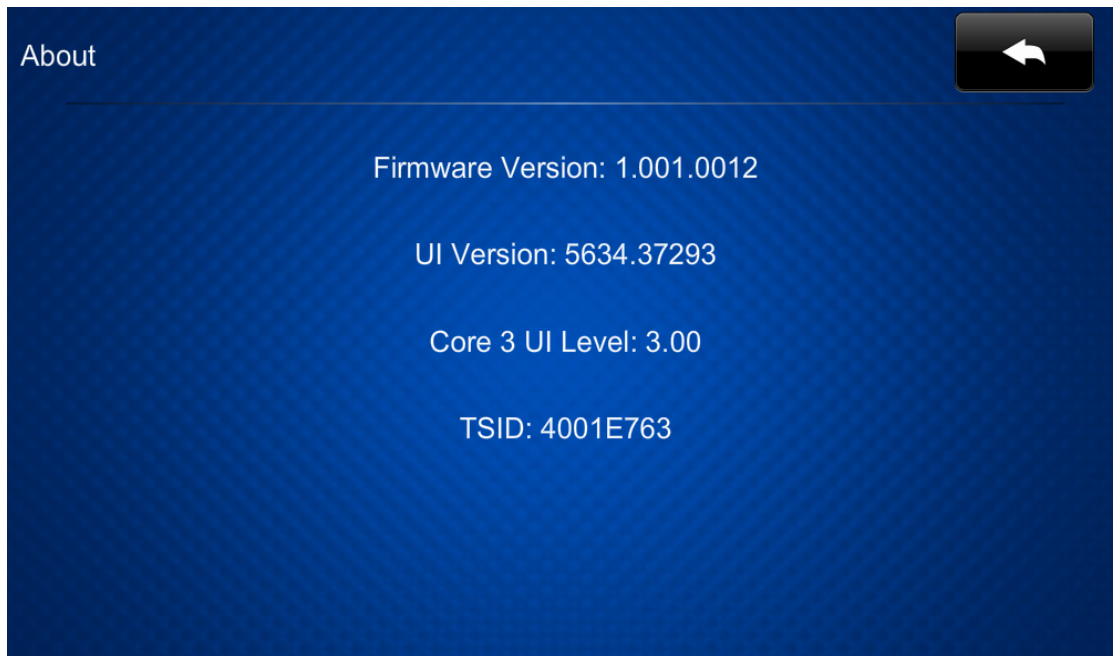 About
Firmware Version: 1.001.0012
UI Version: 5634.37293
Core 3 UI Level: 3.00
TSID: 4001E763